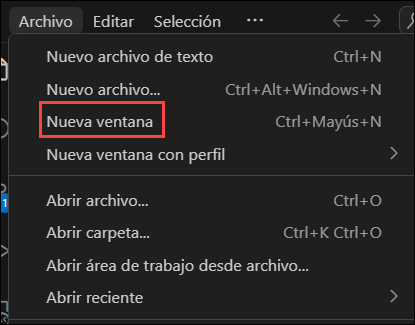 Archivo Editar Selección ...
Nuevo archivo de texto Ctrl+N
Nuevo archivo... Ctrl+Alt+Windows+N
Nueva ventana Ctrl+Mayús+N
Nueva ventana con perfil
Abrir archivo... Ctrl+O
Abrir carpeta... Ctrl+K Ctrl+O
Abrir área de trabajo desde archivo...
1
Abrir reciente